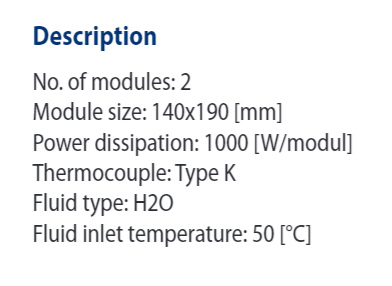 Description
No. of modules: 2
Module size: 140x190 [mm]
Power dissipation: 1000 [W/modul]
Thermocouple: Type K
Fluid type: H2O
Fluid inlet temperature: 50 [°C]